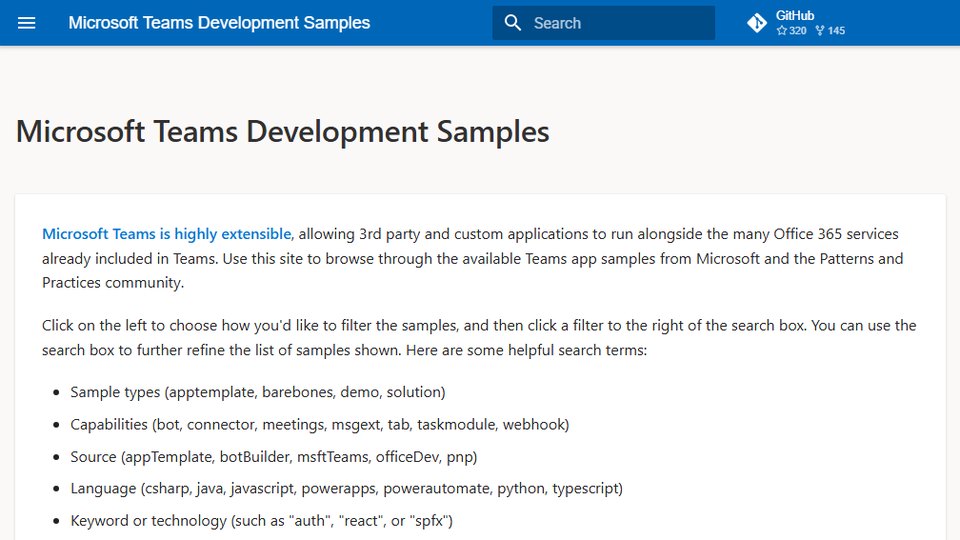 Microsoft Teams Development Samples
Search
GitHub
320 145
Microsoft Teams Development Samples
Microsoft Teams is highly extensible, allowing 3rd party and custom applications to run alongside the many Office 365 services
already included in Teams. Use this site to browse through the available Teams app samples from Microsoft and the Patterns and
Practices community.
Click on the left to choose how you'd like to filter the samples, and then click a filter to the right of the search box. You can use the
search box to further refine the list of samples shown. Here are some helpful search terms:
• Sample types (apptemplate, barebones, demo, solution)
• Capabilities (bot, connector, meetings, msgext, tab, taskmodule, webhook)
• Source (appTemplate, botBuilder, msftTeams, officeDev, pnp)
• Language (csharp, java, javascript, powerapps, powerautomate, python, typescript)
• Keyword or technology (such as "auth", "react", or "spfx")